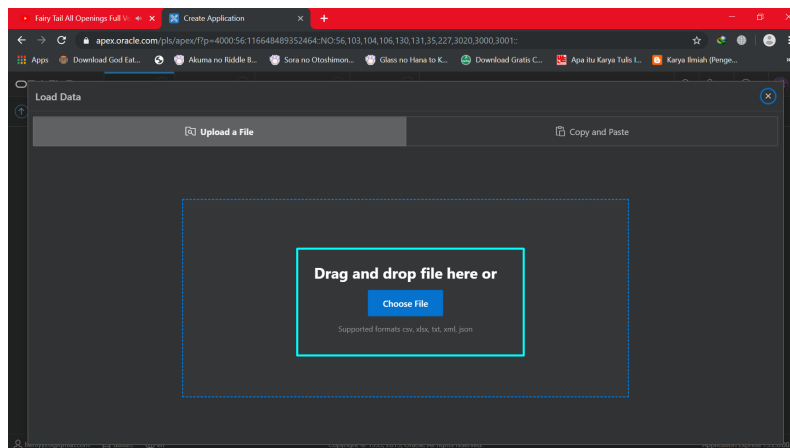 Fairy Tail All Openings Full Ve
Create Application
apex.oracle.com/pls/apex/f?p=4000:56:116648489352464::NO:56,103,104,106,130,131,35,227,3020,3000,3001::
Apps
Download God Eat...
Akuma no Riddle B...
Sora no Otoshimon...
Glass no Hana to K...
Download Gratis C...
Apa itu Karya Tulis I...
Karya Ilmiah (Penge...
Load Data
Upload a File
Copy and Paste
Drag and drop file here or
Choose File
Supported formats csv, xlsx, txt, xml, json